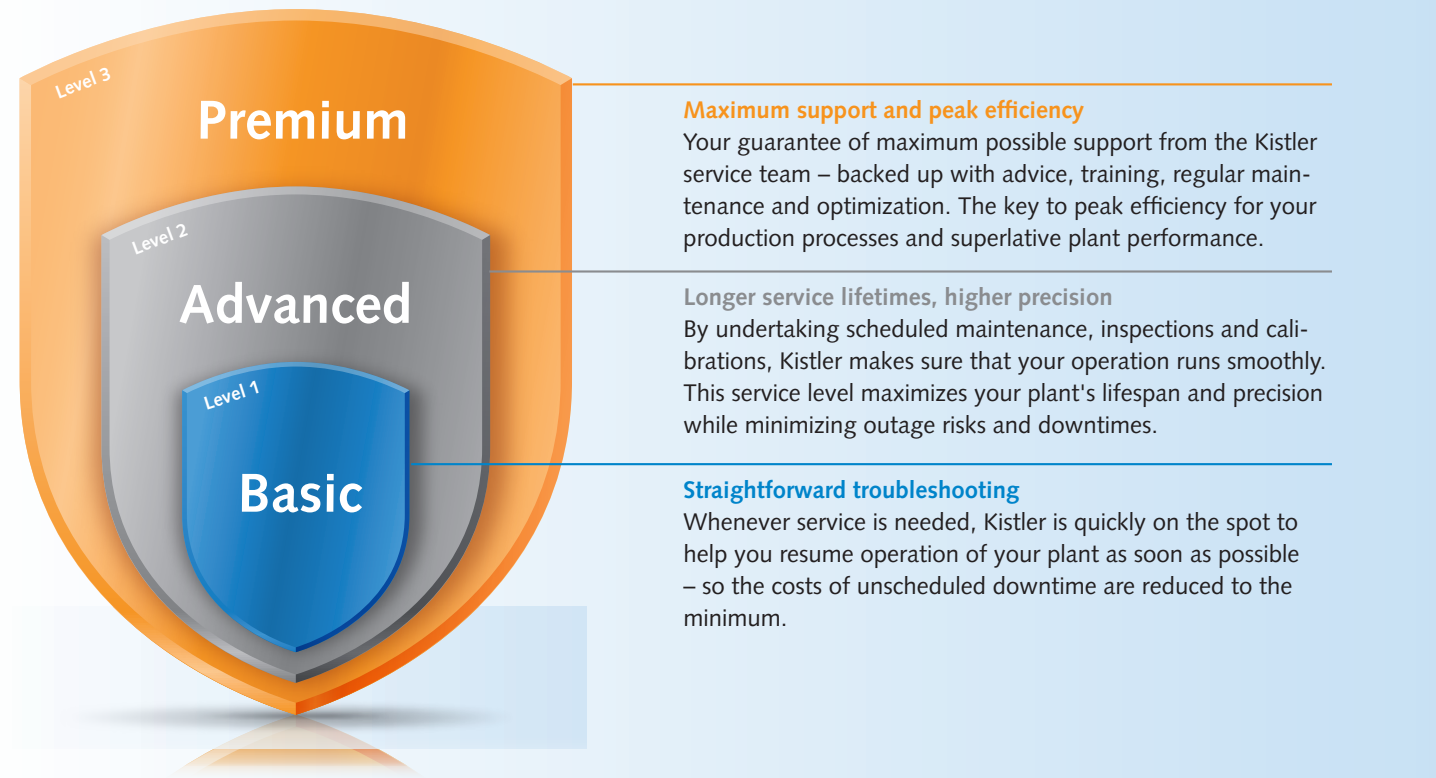 Level 3
Premium
Maximum support and peak efficiency
Your guarantee of maximum possible support from the Kistler
service team – backed up with advice, training, regular main-
tenance and optimization. The key to peak efficiency for your
production processes and superlative plant performance.
Level 2
Advanced
Longer service lifetimes, higher precision
By undertaking scheduled maintenance, inspections and cali-
brations, Kistler makes sure that your operation runs smoothly.
This service level maximizes your plant's lifespan and precision
while minimizing outage risks and downtimes.
Level 1
Basic
Straightforward troubleshooting
Whenever service is needed, Kistler is quickly on the spot to
help you resume operation of your plant as soon as possible
– so the costs of unscheduled downtime are reduced to the
minimum.